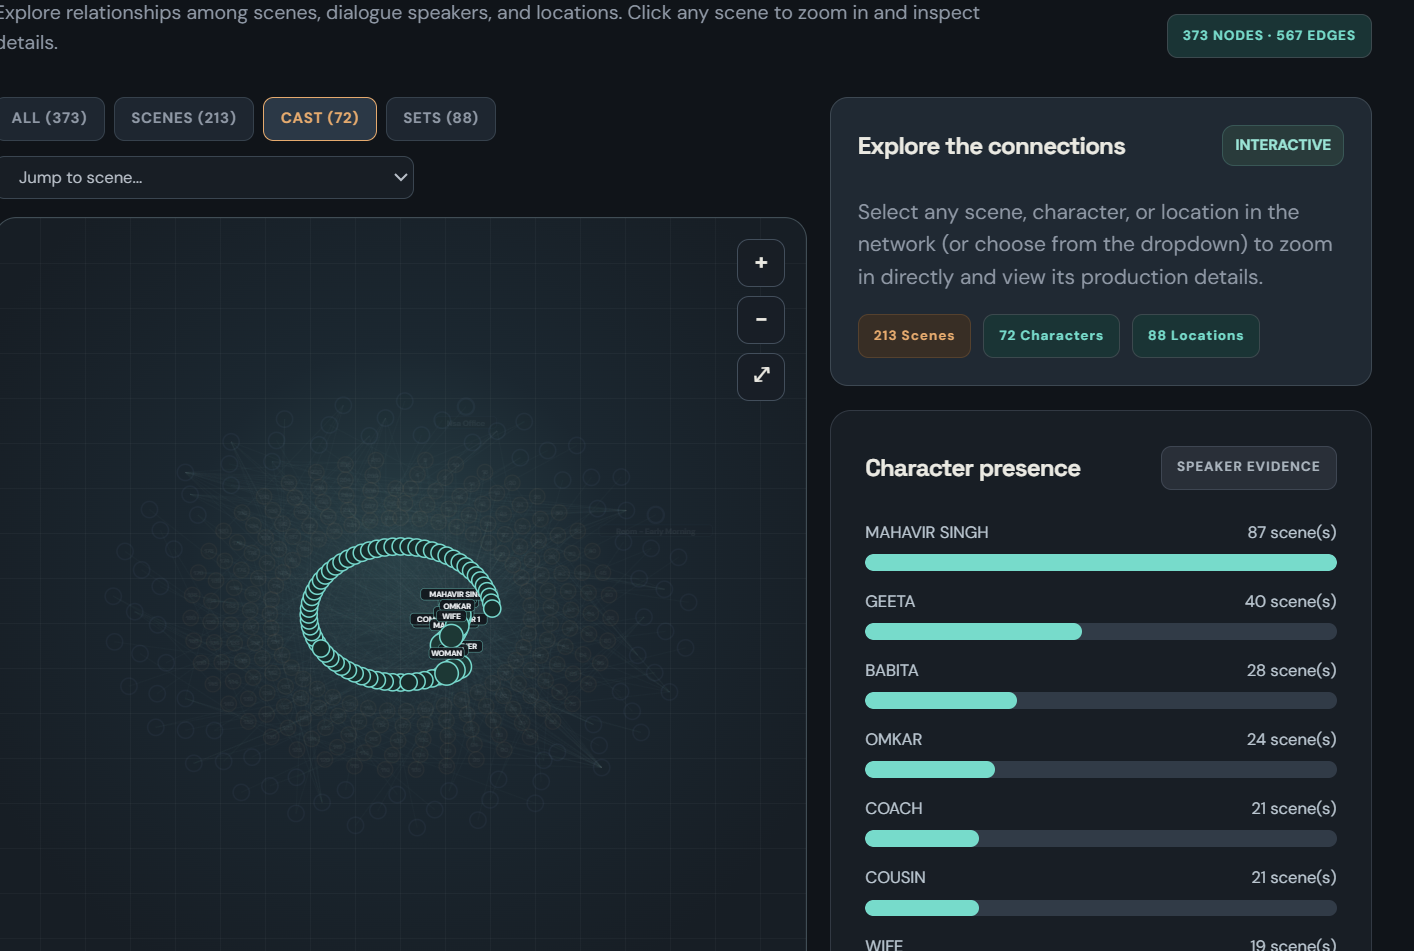 Explore relationships among scenes, dialogue speakers, and locations. Click any scene to zoom in and inspect
details.
373 NODES · 567 EDGES
ALL (373)
SCENES (213)
CAST (72)
SETS (88)
Jump to scene...
+
−
MAHAVIR SIN
OMKAR
WIFE
WOMAN
Explore the connections
INTERACTIVE
Select any scene, character, or location in the
network (or choose from the dropdown) to zoom
in directly and view its production details.
213 Scenes
72 Characters
88 Locations
Character presence
SPEAKER EVIDENCE
MAHAVIR SINGH
87 scene(s)
GEETA
40 scene(s)
BABITA
28 scene(s)
OMKAR
24 scene(s)
COACH
21 scene(s)
COUSIN
21 scene(s)
WIFE
19 scene(s)